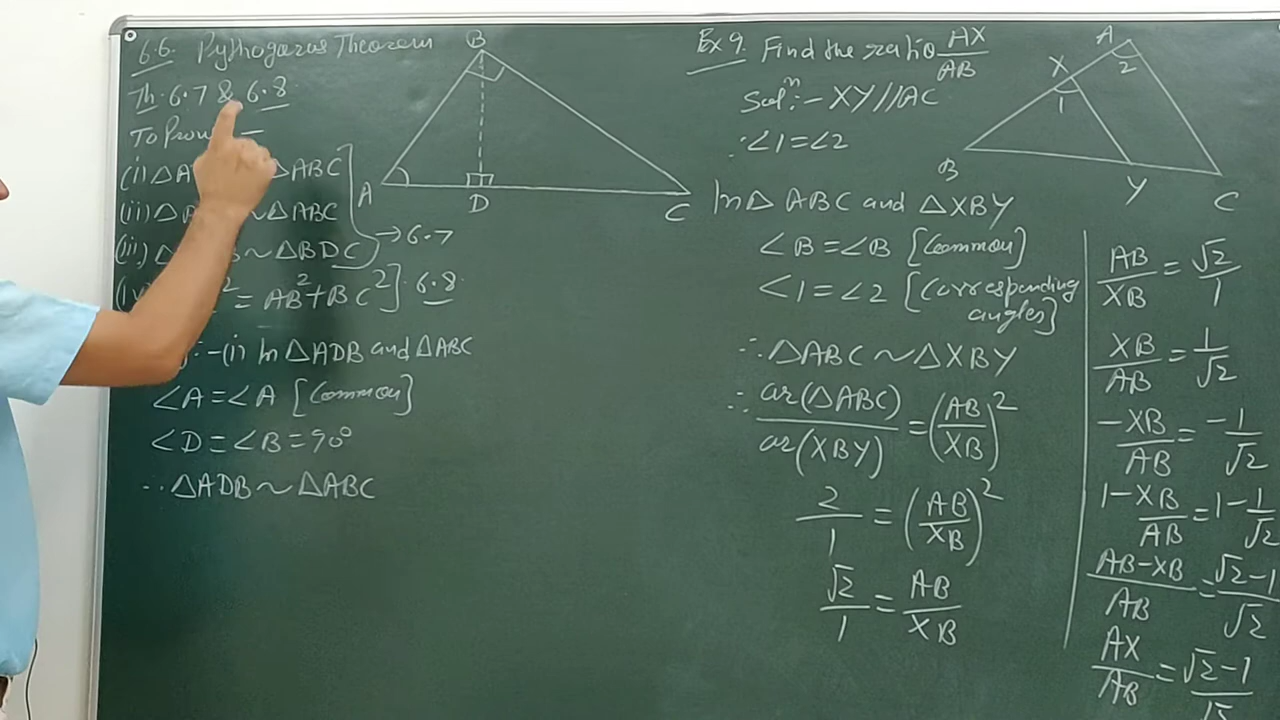 6.6. Pythagorus Theorem
Th. 6.7 & 6.8
To Prove
(i) △A △ABC
(ii) △ ~ △ABC
(ii) △ B ~ △BDC → 6.7
² = AB² + BC² ] 6.8
:-(i) In △ADB and △ABC
∠A = ∠A [Common]
∠D = ∠B = 90°
∴ △ADB ~ △ABC
B
A
D
C
Ex 9. Find the ratio AX/AB
Solⁿ:- XY//AC
∴ ∠1 = ∠2
In △ ABC and △XBY
∠B = ∠B [Common]
∠1 = ∠2 [Corresponding
angles]
∴ △ABC ~ △XBY
∴ ar(△ABC)/ar(XBY) = (AB/XB)²
2/1 = (AB/XB)²
√2/1 = AB/XB
A
2
X
1
B
Y
C
AB/XB = √2/1
XB/AB = 1/√2
-XB/AB = -1/√2
1-XB/AB = 1-1/√2
AB-XB/AB = √2-1/√2
AX/AB = √2-1/√2